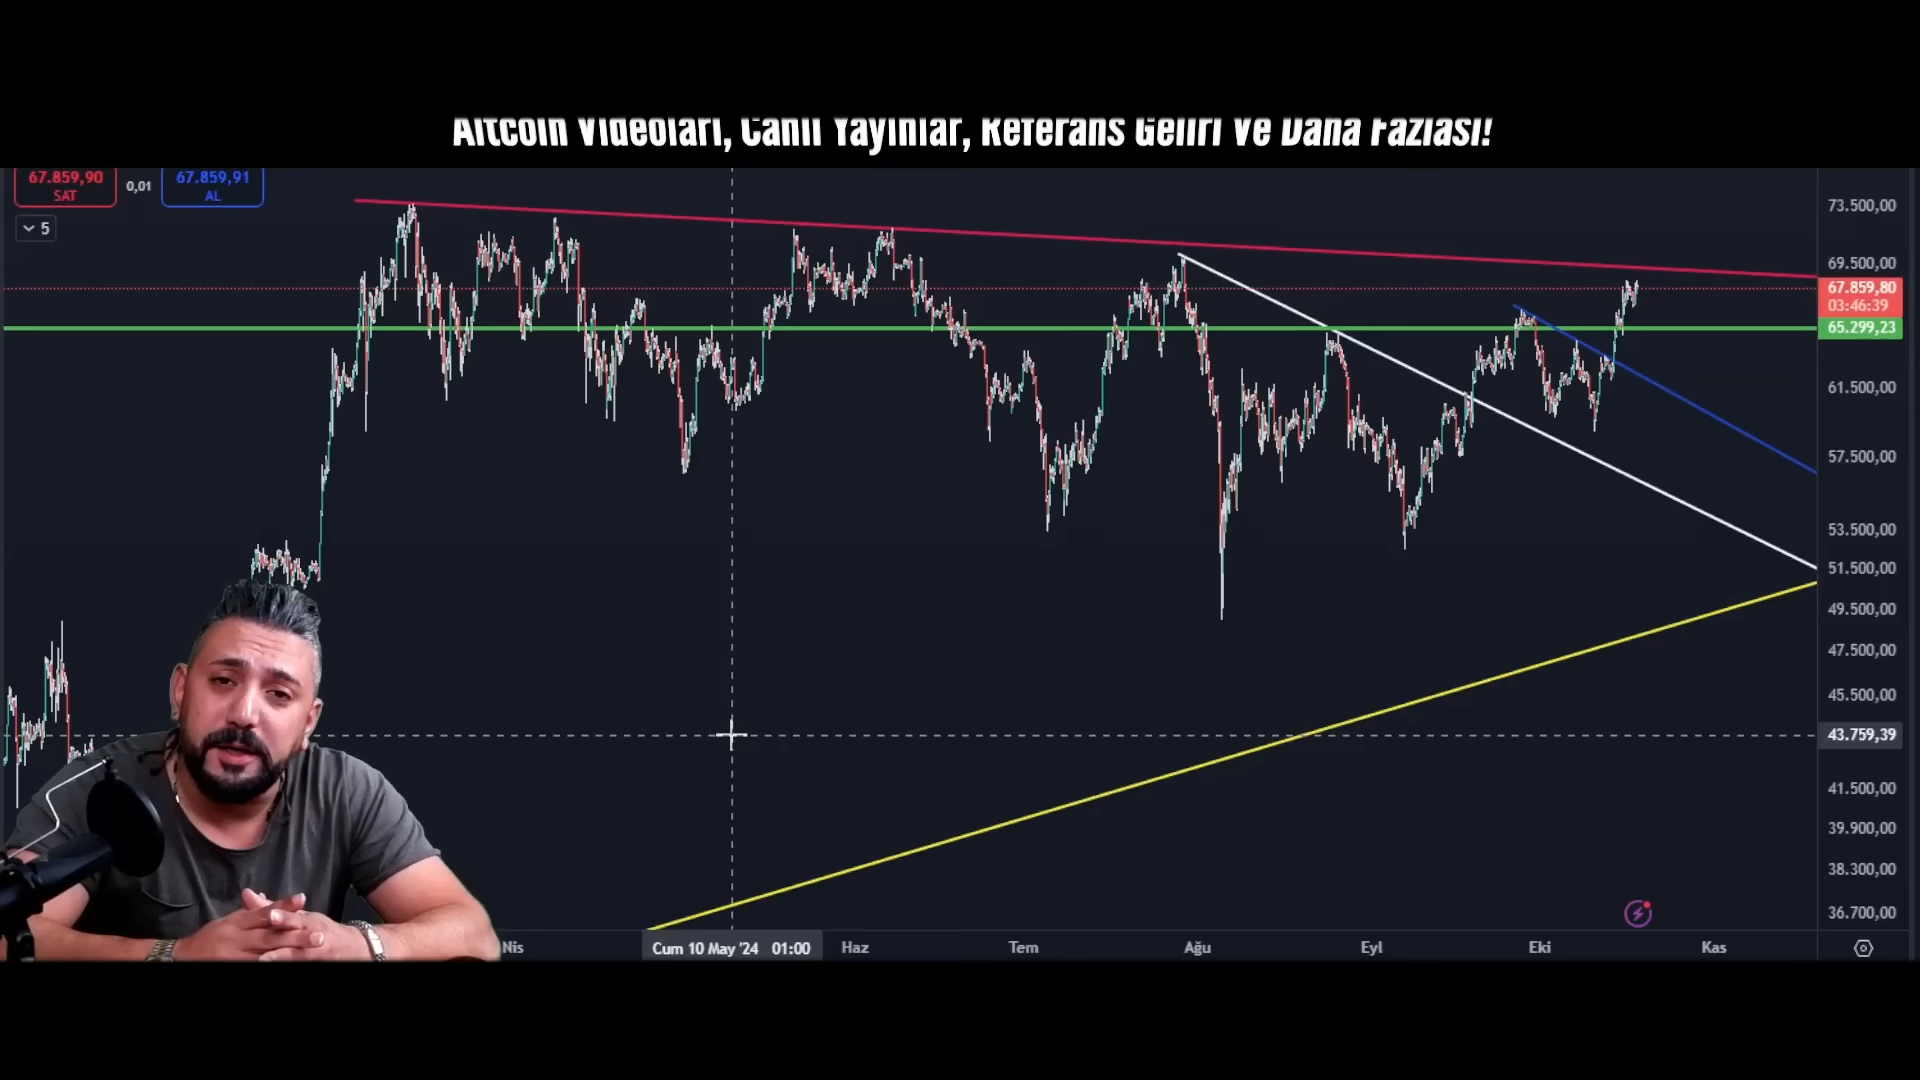 Altcoin Videoları, Canlı Yayınlar, Referans Geliri Ve Daha Fazlası!
67.859,90
SAT
0,01
67.859,91
AL
5
73.500,00
69.500,00
67.859,80
03:46:39
65.299,23
61.500,00
57.500,00
53.500,00
51.500,00
49.500,00
47.500,00
45.500,00
43.759,39
41.500,00
39.900,00
38.300,00
36.700,00
Nis
Cum 10 May '24 01:00
Haz
Tem
Ağu
Eyl
Eki
Kas